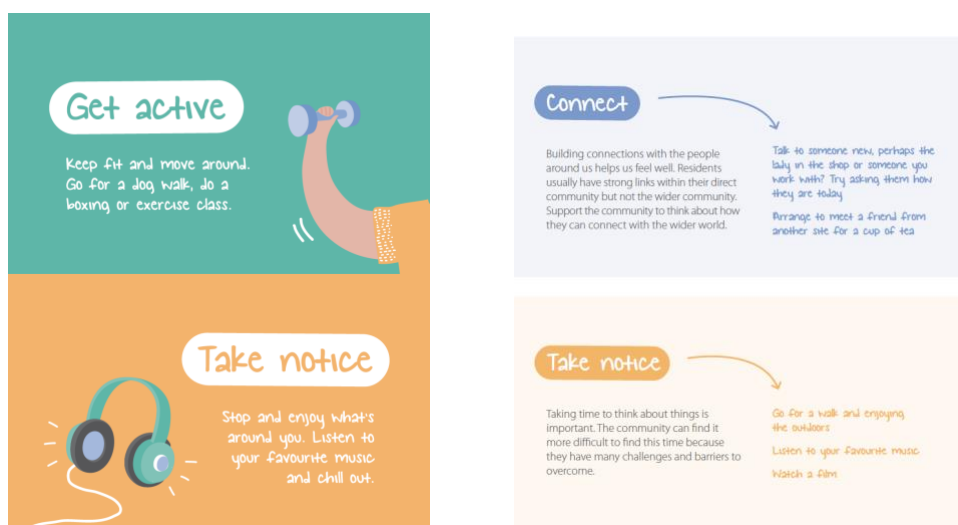 Get active
Keep fit and move around.
Go for a dog walk, do a
boxing or exercise class.
Take notice
Stop and enjoy what's
around you. Listen to
your favourite music
and chill out.
Connect
Building connections with the people
around us helps us feel well. Residents
usually have strong links within their direct
community but not the wider community.
Support the community to think about how
they can connect with the wider world.
Talk to someone new, perhaps the
lady in the shop or someone you
work with? Try asking them how
they are today
Arrange to meet a friend from
another site for a cup of tea
Take notice
Taking time to think about things is
important. The community can find it
more difficult to find this time because
they have many challenges and barriers to
overcome.
Go for a walk and enjoying
the outdoors
Listen to your favourite music
Watch a film